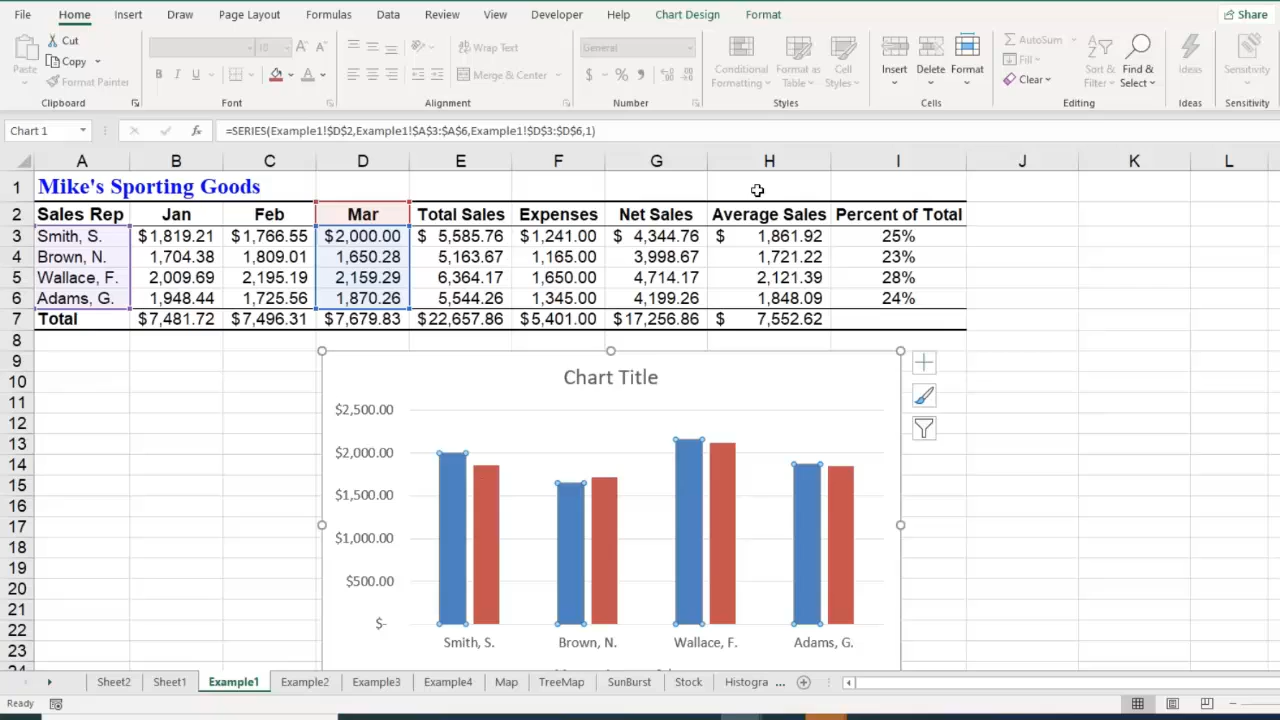 File Home Insert Draw Page Layout Formulas Data Review View Developer Help Chart Design Format Share
Paste Cut Copy Format Painter Clipboard
10 A A B I U A Font
Wrap Text Merge & Center Alignment
General $ % Number
Conditional Formatting Format as Table Cell Styles Styles
Insert Delete Format Cells
AutoSum Fill Clear Sort & Filter Find & Select Editing
Ideas Ideas
Sensitivity Sensitivity
Chart 1 fx =SERIES(Example1!$D$2,Example1!$A$3:$A$6,Example1!$D$3:$D$6,1)
A B C D E F G H I J K L
1 Mike's Sporting Goods
2 Sales Rep Jan Feb Mar Total Sales Expenses Net Sales Average Sales Percent of Total
3 Smith, S. $1,819.21 $1,766.55 $2,000.00 $ 5,585.76 $1,241.00 $ 4,344.76 $ 1,861.92 25%
4 Brown, N. 1,704.38 1,809.01 1,650.28 5,163.67 1,165.00 3,998.67 1,721.22 23%
5 Wallace, F. 2,009.69 2,195.19 2,159.29 6,364.17 1,650.00 4,714.17 2,121.39 28%
6 Adams, G. 1,948.44 1,725.56 1,870.26 5,544.26 1,345.00 4,199.26 1,848.09 24%
7 Total $7,481.72 $7,496.31 $7,679.83 $22,657.86 $5,401.00 $17,256.86 $ 7,552.62
8
9
10
11
12
13
14
15
16
17
18
19
20
21
22
23
Chart Title
$2,500.00
$2,000.00
$1,500.00
$1,000.00
$500.00
$-
Smith, S. Brown, N. Wallace, F. Adams, G.
Sheet2 Sheet1 Example1 Example2 Example3 Example4 Map TreeMap SunBurst Stock Histogra ...
Ready